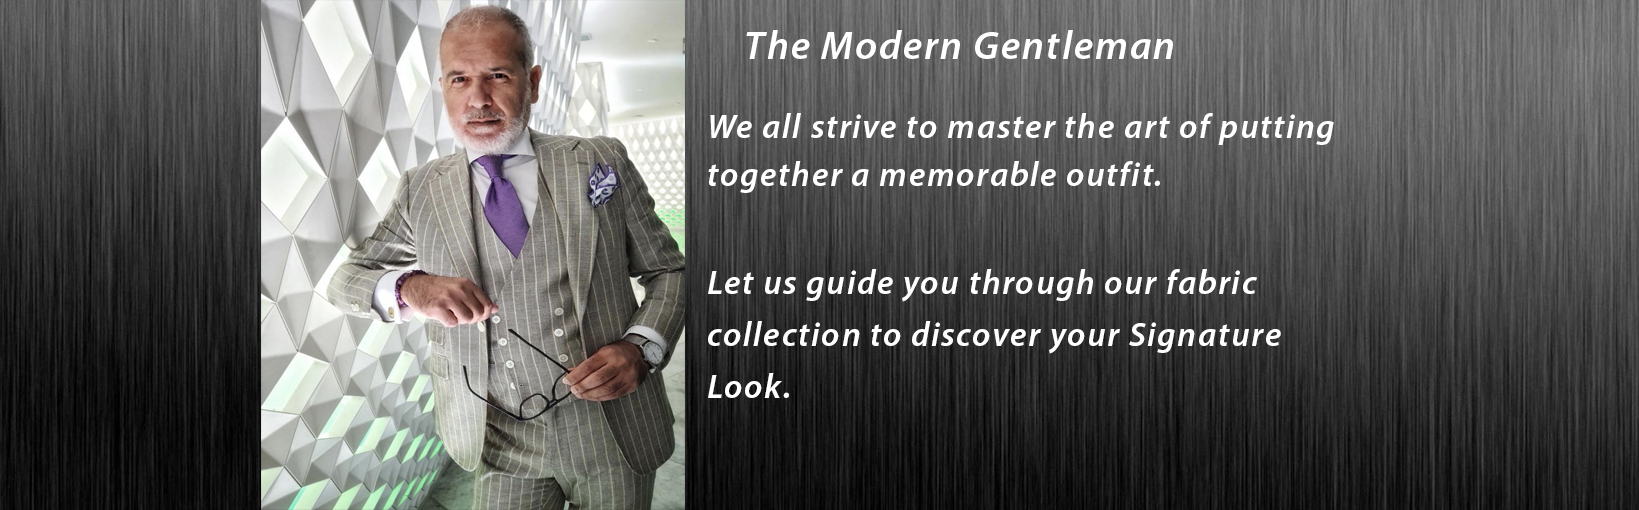 The Modern Gentleman
We all strive to master the art of putting
together a memorable outfit.
Let us guide you through our fabric
collection to discover your Signature
Look.